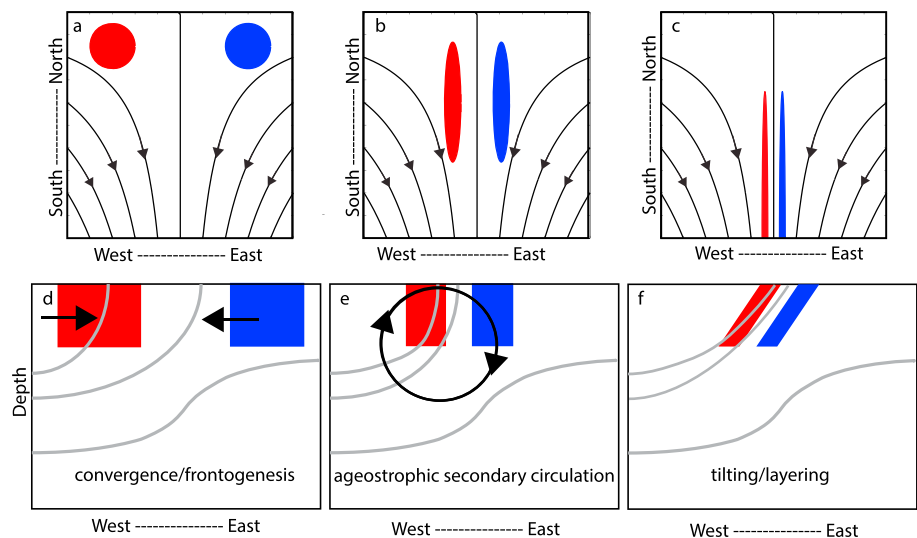 a
b
c
South --------- North
South --------- North
South --------- North
West --------------- East
West --------------- East
West --------------- East
d
e
f
Depth
convergence/frontogenesis
ageostrophic secondary circulation
tilting/layering
West --------------- East
West --------------- East
West --------------- East